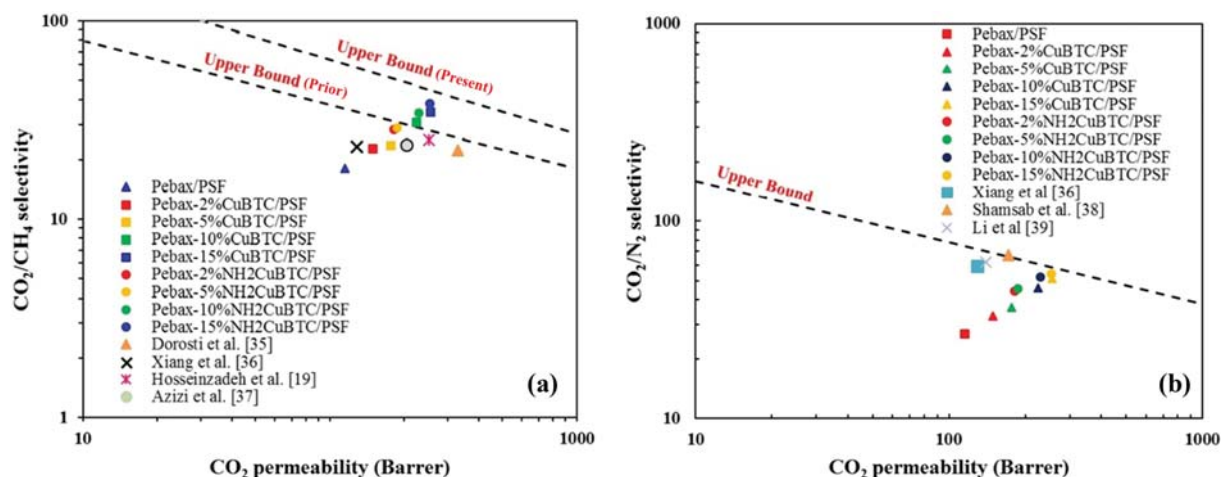 100
10
1
10
100
1000
CO2/CH4 selectivity
CO2 permeability (Barrer)
Upper Bound (Present)
Upper Bound (Prior)
Pebax/PSF
Pebax-2%CuBTC/PSF
Pebax-5%CuBTC/PSF
Pebax-10%CuBTC/PSF
Pebax-15%CuBTC/PSF
Pebax-2%NH2CuBTC/PSF
Pebax-5%NH2CuBTC/PSF
Pebax-10%NH2CuBTC/PSF
Pebax-15%NH2CuBTC/PSF
Dorosti et al. [35]
Xiang et al. [36]
Hosseinzadeh et al. [19]
Azizi et al. [37]
(a)
1000
100
10
10
100
1000
CO2/N2 selectivity
CO2 permeability (Barrer)
Upper Bound
Pebax/PSF
Pebax-2%CuBTC/PSF
Pebax-5%CuBTC/PSF
Pebax-10%CuBTC/PSF
Pebax-15%CuBTC/PSF
Pebax-2%NH2CuBTC/PSF
Pebax-5%NH2CuBTC/PSF
Pebax-10%NH2CuBTC/PSF
Pebax-15%NH2CuBTC/PSF
Xiang et al [36]
Shamsab et al. [38]
Li et al [39]
(b)